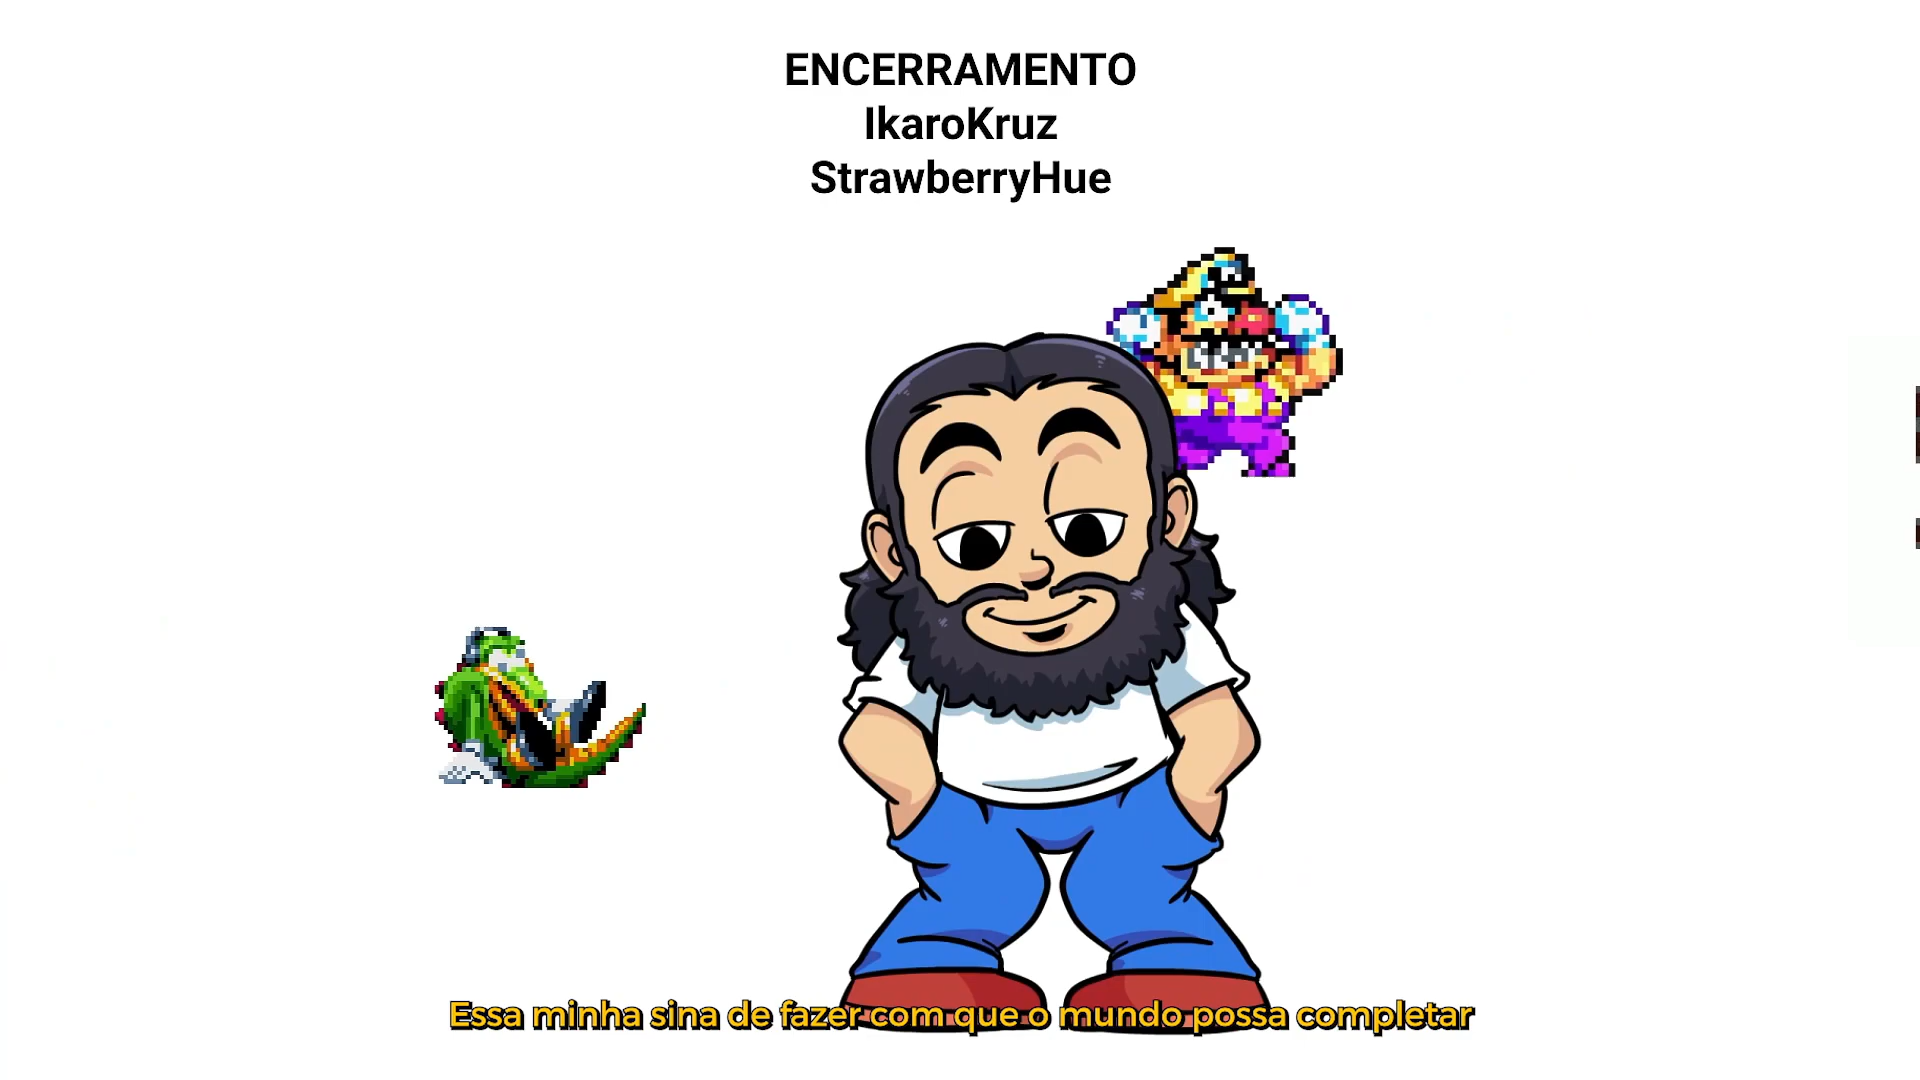 ENCERRAMENTO
IkaroKruz
StrawberryHue
Essa minha sina de fazer com que o mundo possa completar